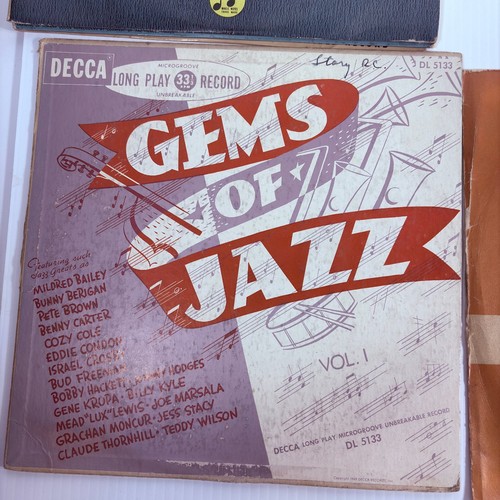 DECCA
MICROGROOVE
LONG PLAY 33⅓ RECORD
UNBREAKABLE
Story, R.C.
DL 5133
GEMS
OF
JAZZ
VOL. I
Featuring such
Jazz Greats as
MILDRED BAILEY
BUNNY BERIGAN
PETE BROWN
BENNY CARTER
COZY COLE
EDDIE CONDON
ISRAEL CROSBY
BUD FREEMAN
BOBBY HACKETT · JOHNNY HODGES
GENE KRUPA · BILLY KYLE
MEAD "LUX" LEWIS · JOE MARSALA
GRACHAN MONCUR · JESS STACY
CLAUDE THORNHILL · TEDDY WILSON
DECCA LONG PLAY MICROGROOVE UNBREAKABLE RECORD
DL 5133